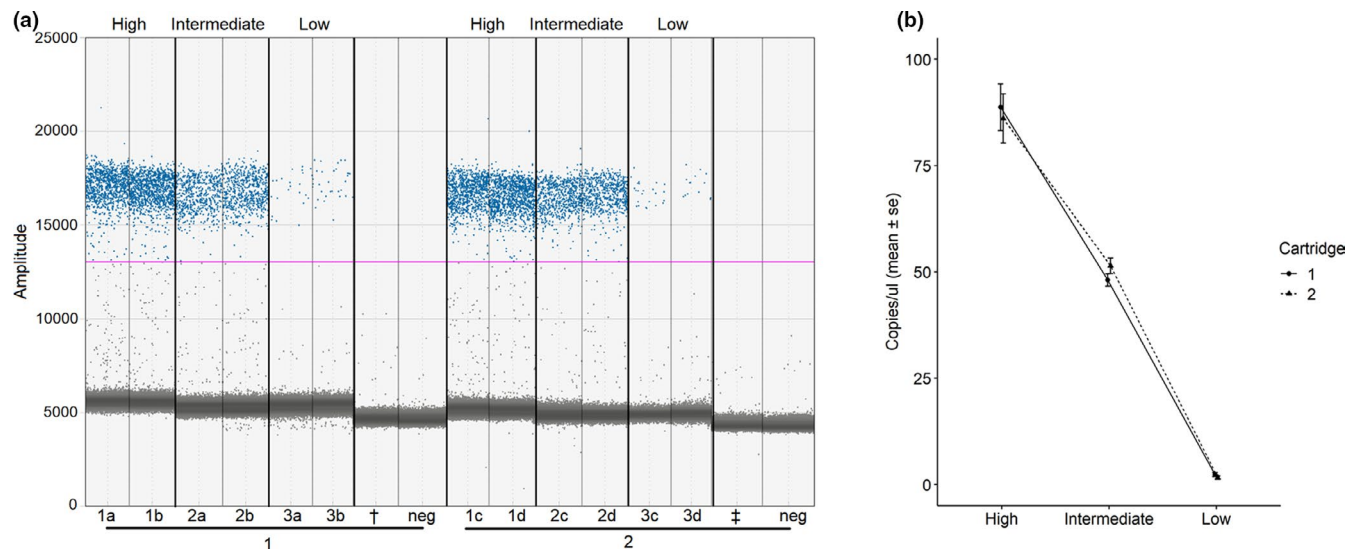 (a)
High Intermediate Low High Intermediate Low
25000
20000
15000
10000
5000
0
Amplitude
1a 1b 2a 2b 3a 3b † neg 1c 1d 2c 2d 3c 3d ‡ neg
1 2
(b)
100
75
50
25
0
Copies/ul (mean ± se)
High Intermediate Low
Cartridge
1
2